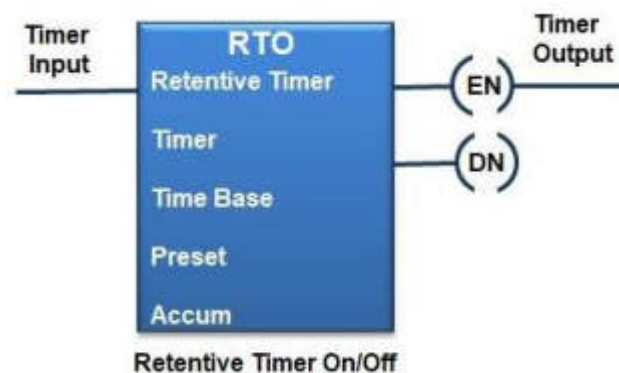 Timer
Input
RTO
Retentive Timer
Timer
Time Base
Preset
Accum
EN
DN
Timer
Output
Retentive Timer On/Off